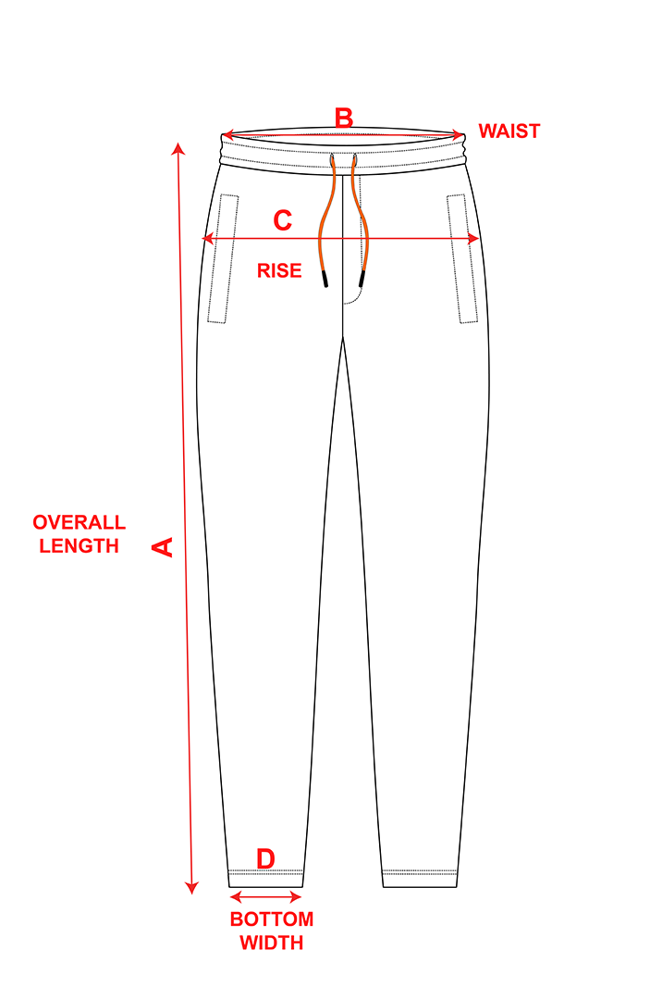 B
WAIST
C
RISE
OVERALL
LENGTH
A
D
BOTTOM
WIDTH